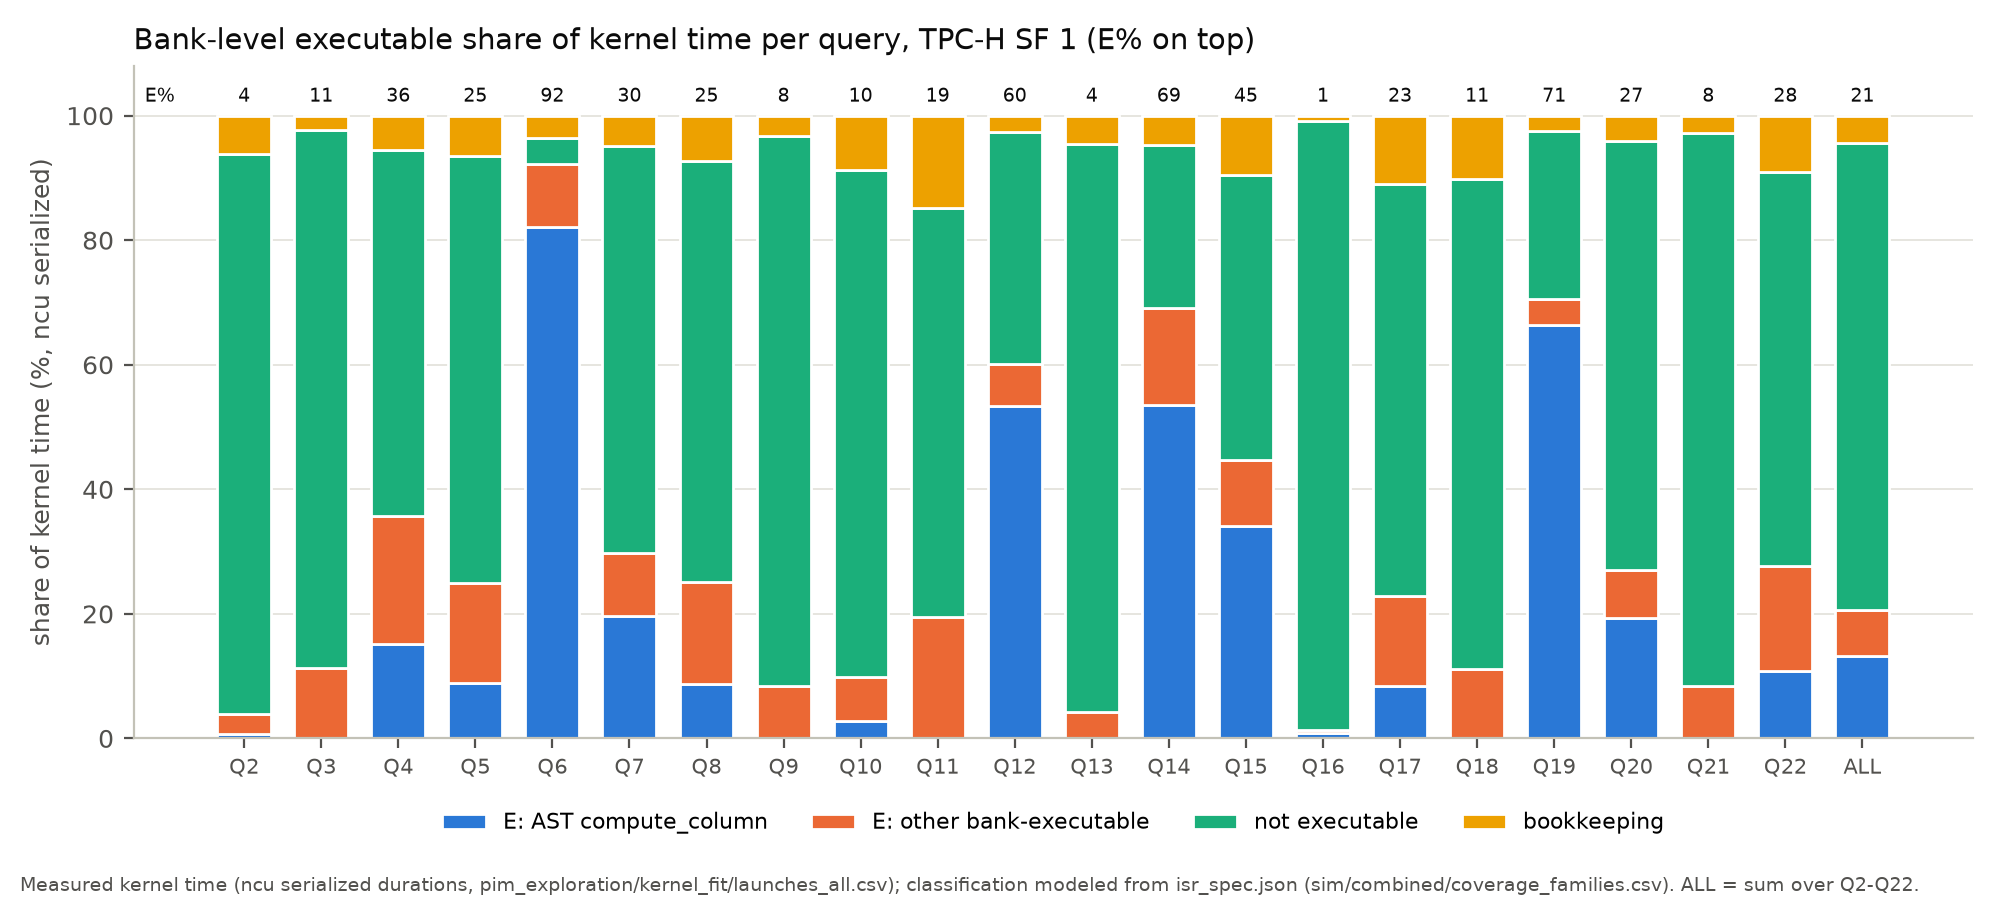 Bank-level executable share of kernel time per query, TPC-H SF 1 (E% on top)
E% 4 11 36 25 92 30 25 8 10 19 60 4 69 45 1 23 11 71 27 8 28 21
share of kernel time (%, ncu serialized)
100
80
60
40
20
0
Q2 Q3 Q4 Q5 Q6 Q7 Q8 Q9 Q10 Q11 Q12 Q13 Q14 Q15 Q16 Q17 Q18 Q19 Q20 Q21 Q22 ALL
E: AST compute_column E: other bank-executable not executable bookkeeping
Measured kernel time (ncu serialized durations, pim_exploration/kernel_fit/launches_all.csv); classification modeled from isr_spec.json (sim/combined/coverage_families.csv). ALL = sum over Q2-Q22.